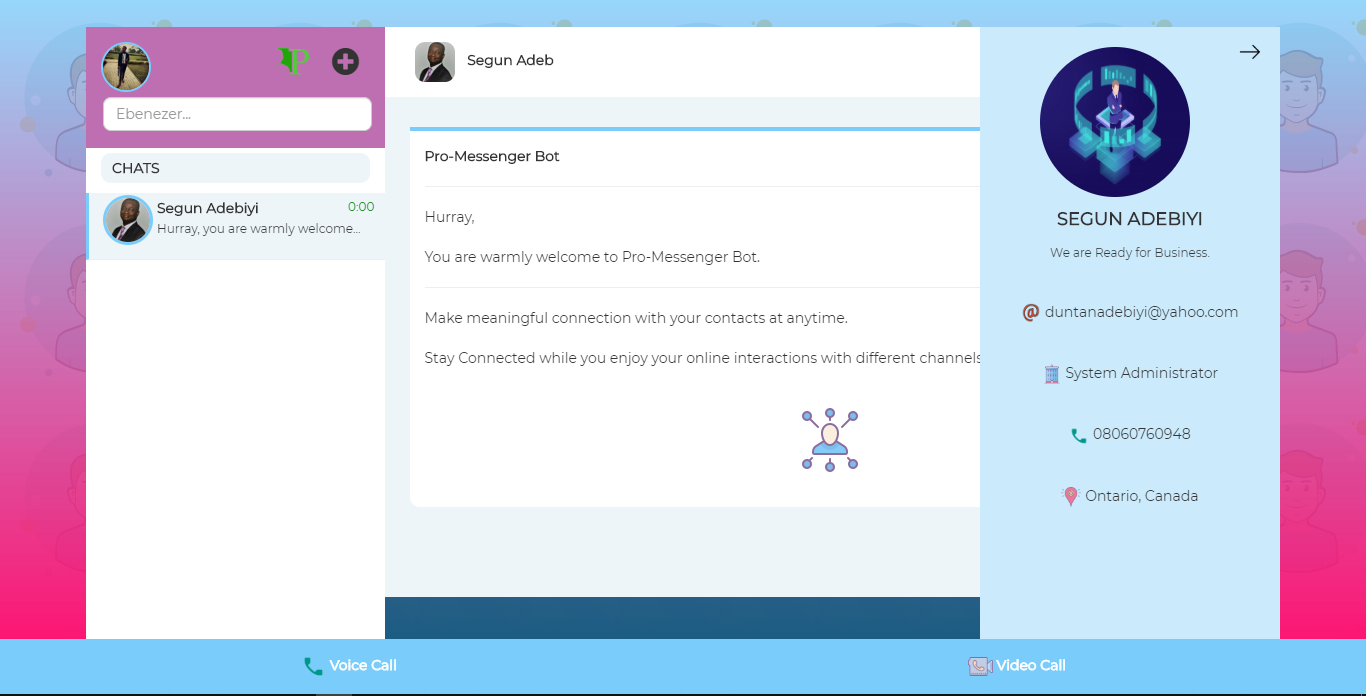 P
Ebenezer...
CHATS
Segun Adebiyi
0:00
Hurray, you are warmly welcome...
Segun Adeb
Pro-Messenger Bot
Hurray,
You are warmly welcome to Pro-Messenger Bot.
Make meaningful connection with your contacts at anytime.
Stay Connected while you enjoy your online interactions with different channels
SEGUN ADEBIYI
We are Ready for Business.
@ duntanadebiyi@yahoo.com
System Administrator
08060760948
Ontario, Canada
Voice Call
Video Call